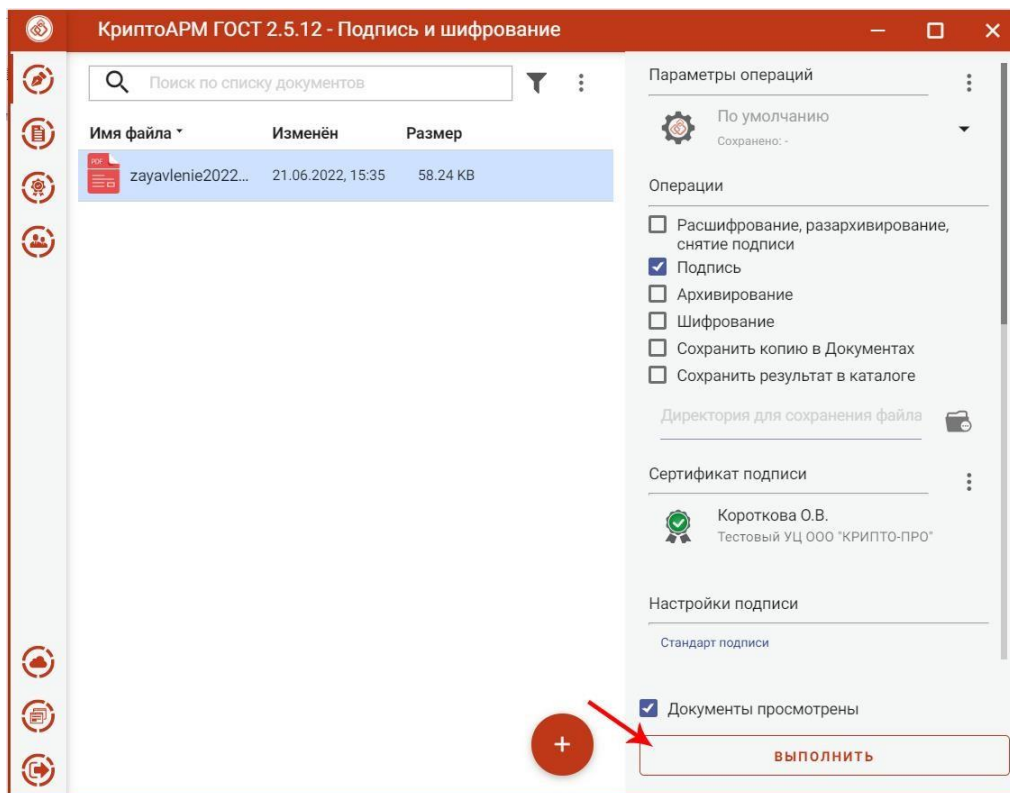 КриптоАРМ ГОСТ 2.5.12 - Подпись и шифрование
Поиск по списку документов
Имя файла Изменён Размер
PDF
zayavlenie2022... 21.06.2022, 15:35 58.24 KB
Параметры операций
По умолчанию
Сохранено: -
Операции
Расшифрование, разархивирование,
снятие подписи
Подпись
Архивирование
Шифрование
Сохранить копию в Документах
Сохранить результат в каталоге
Директория для сохранения файла
Сертификат подписи
Короткова О.В.
Тестовый УЦ ООО "КРИПТО-ПРО"
Настройки подписи
Стандарт подписи
Документы просмотрены
+
ВЫПОЛНИТЬ